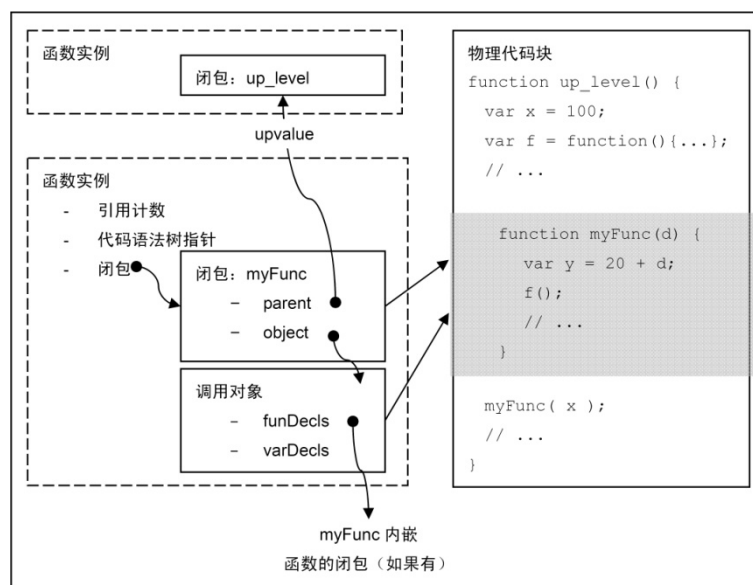 函数实例
闭包：up_level
upvalue
函数实例
- 引用计数
- 代码语法树指针
- 闭包
闭包：myFunc
- parent
- object
调用对象
- funDecls
- varDecls
myFunc 内嵌
函数的闭包（如果有）
物理代码块
function up_level() {
var x = 100;
var f = function(){...};
// ...
function myFunc(d) {
var y = 20 + d;
f();
// ...
}
myFunc( x );
// ...
}